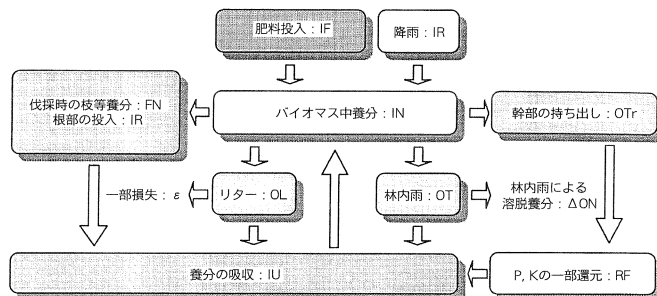 肥料投入：IF
降雨：IR
伐採時の枝等養分：FN
根部の投入：IR
バイオマス中養分：IN
幹部の持ち出し：OTr
一部損失：ε
リター：OL
林内雨：OT
林内雨による
溶脱養分：ΔON
養分の吸収：IU
P, Kの一部還元：RF